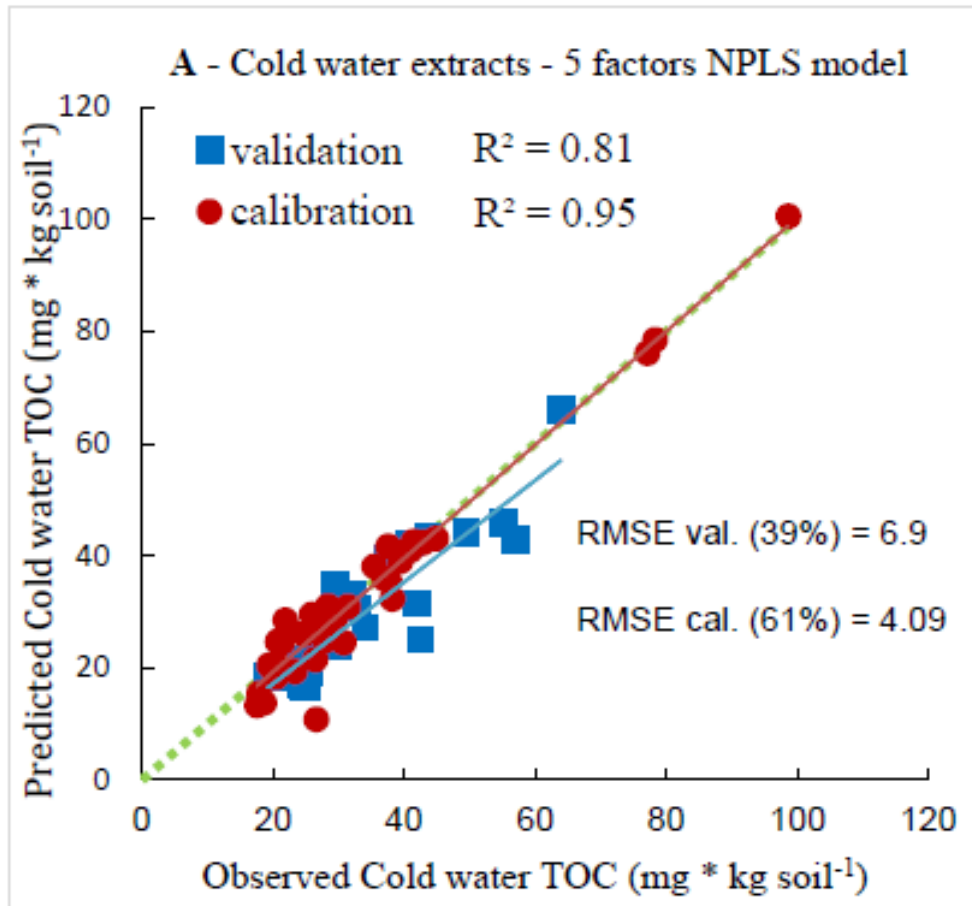 A - Cold water extracts - 5 factors NPLS model
120
100
80
60
40
20
0
Predicted Cold water TOC (mg * kg soil⁻¹)
validation R² = 0.81
calibration R² = 0.95
RMSE val. (39%) = 6.9
RMSE cal. (61%) = 4.09
0 20 40 60 80 100 120
Observed Cold water TOC (mg * kg soil⁻¹)